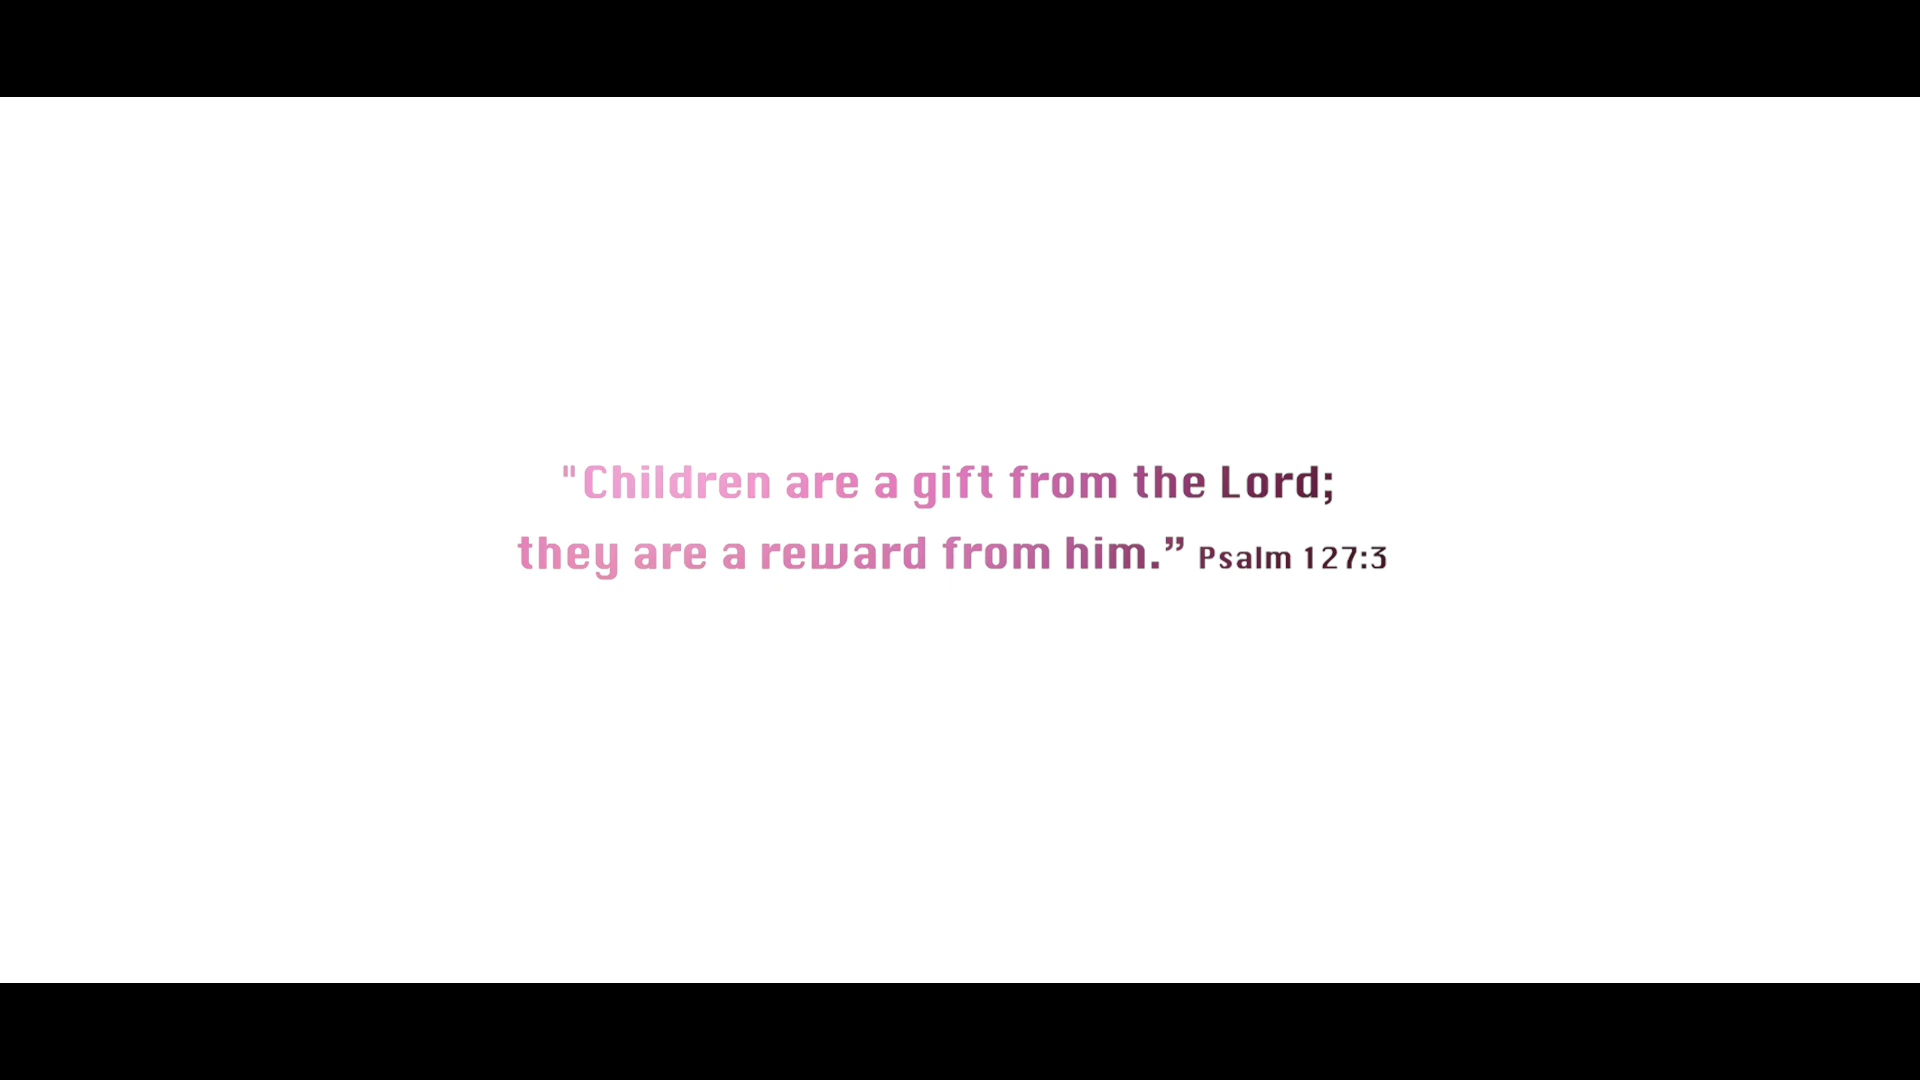 "Children are a gift from the Lord;
they are a reward from him.” Psalm 127:3